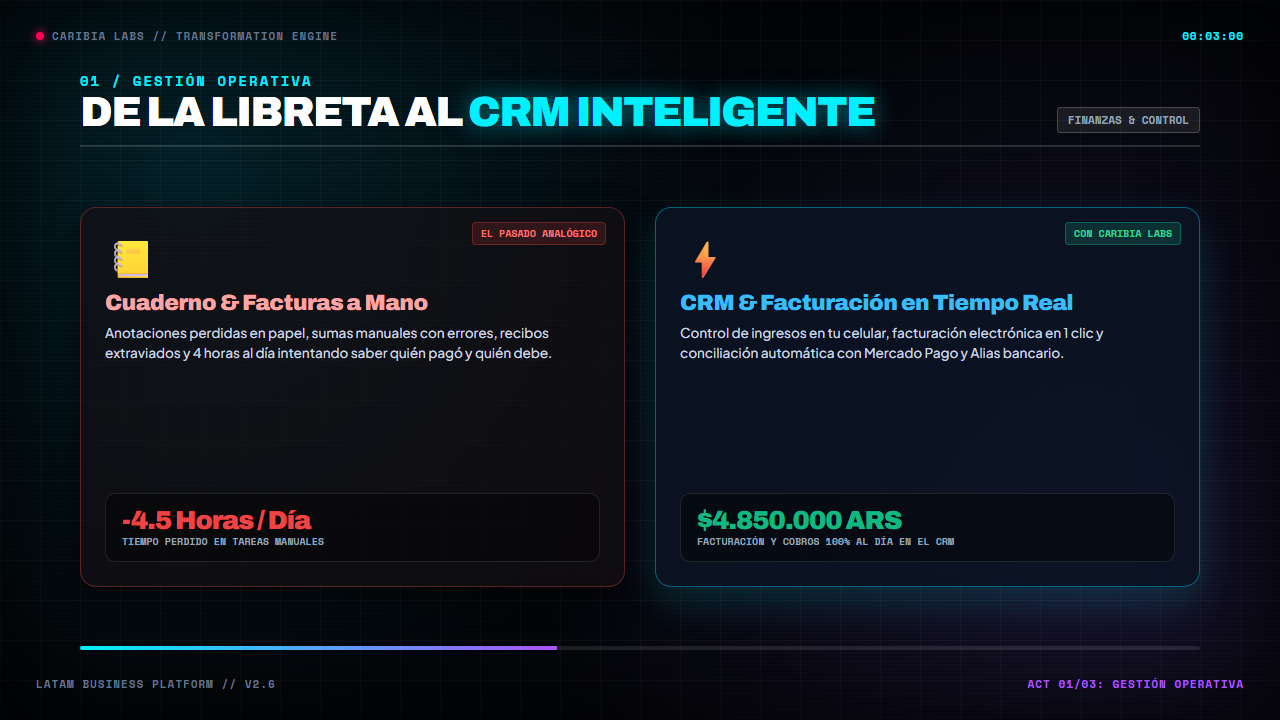 CARIBIA LABS // TRANSFORMATION ENGINE
00:03:00
01 / GESTIÓN OPERATIVA
DE LA LIBRETA AL CRM INTELIGENTE
FINANZAS & CONTROL
EL PASADO ANALÓGICO
Cuaderno & Facturas a Mano
Anotaciones perdidas en papel, sumas manuales con errores, recibos
extraviados y 4 horas al día intentando saber quién pagó y quién debe.
-4.5 Horas / Día
TIEMPO PERDIDO EN TAREAS MANUALES
CON CARIBIA LABS
CRM & Facturación en Tiempo Real
Control de ingresos en tu celular, facturación electrónica en 1 clic y
conciliación automática con Mercado Pago y Alias bancario.
$4.850.000 ARS
FACTURACIÓN Y COBROS 100% AL DÍA EN EL CRM
LATAM BUSINESS PLATFORM // V2.6
ACT 01/03: GESTIÓN OPERATIVA